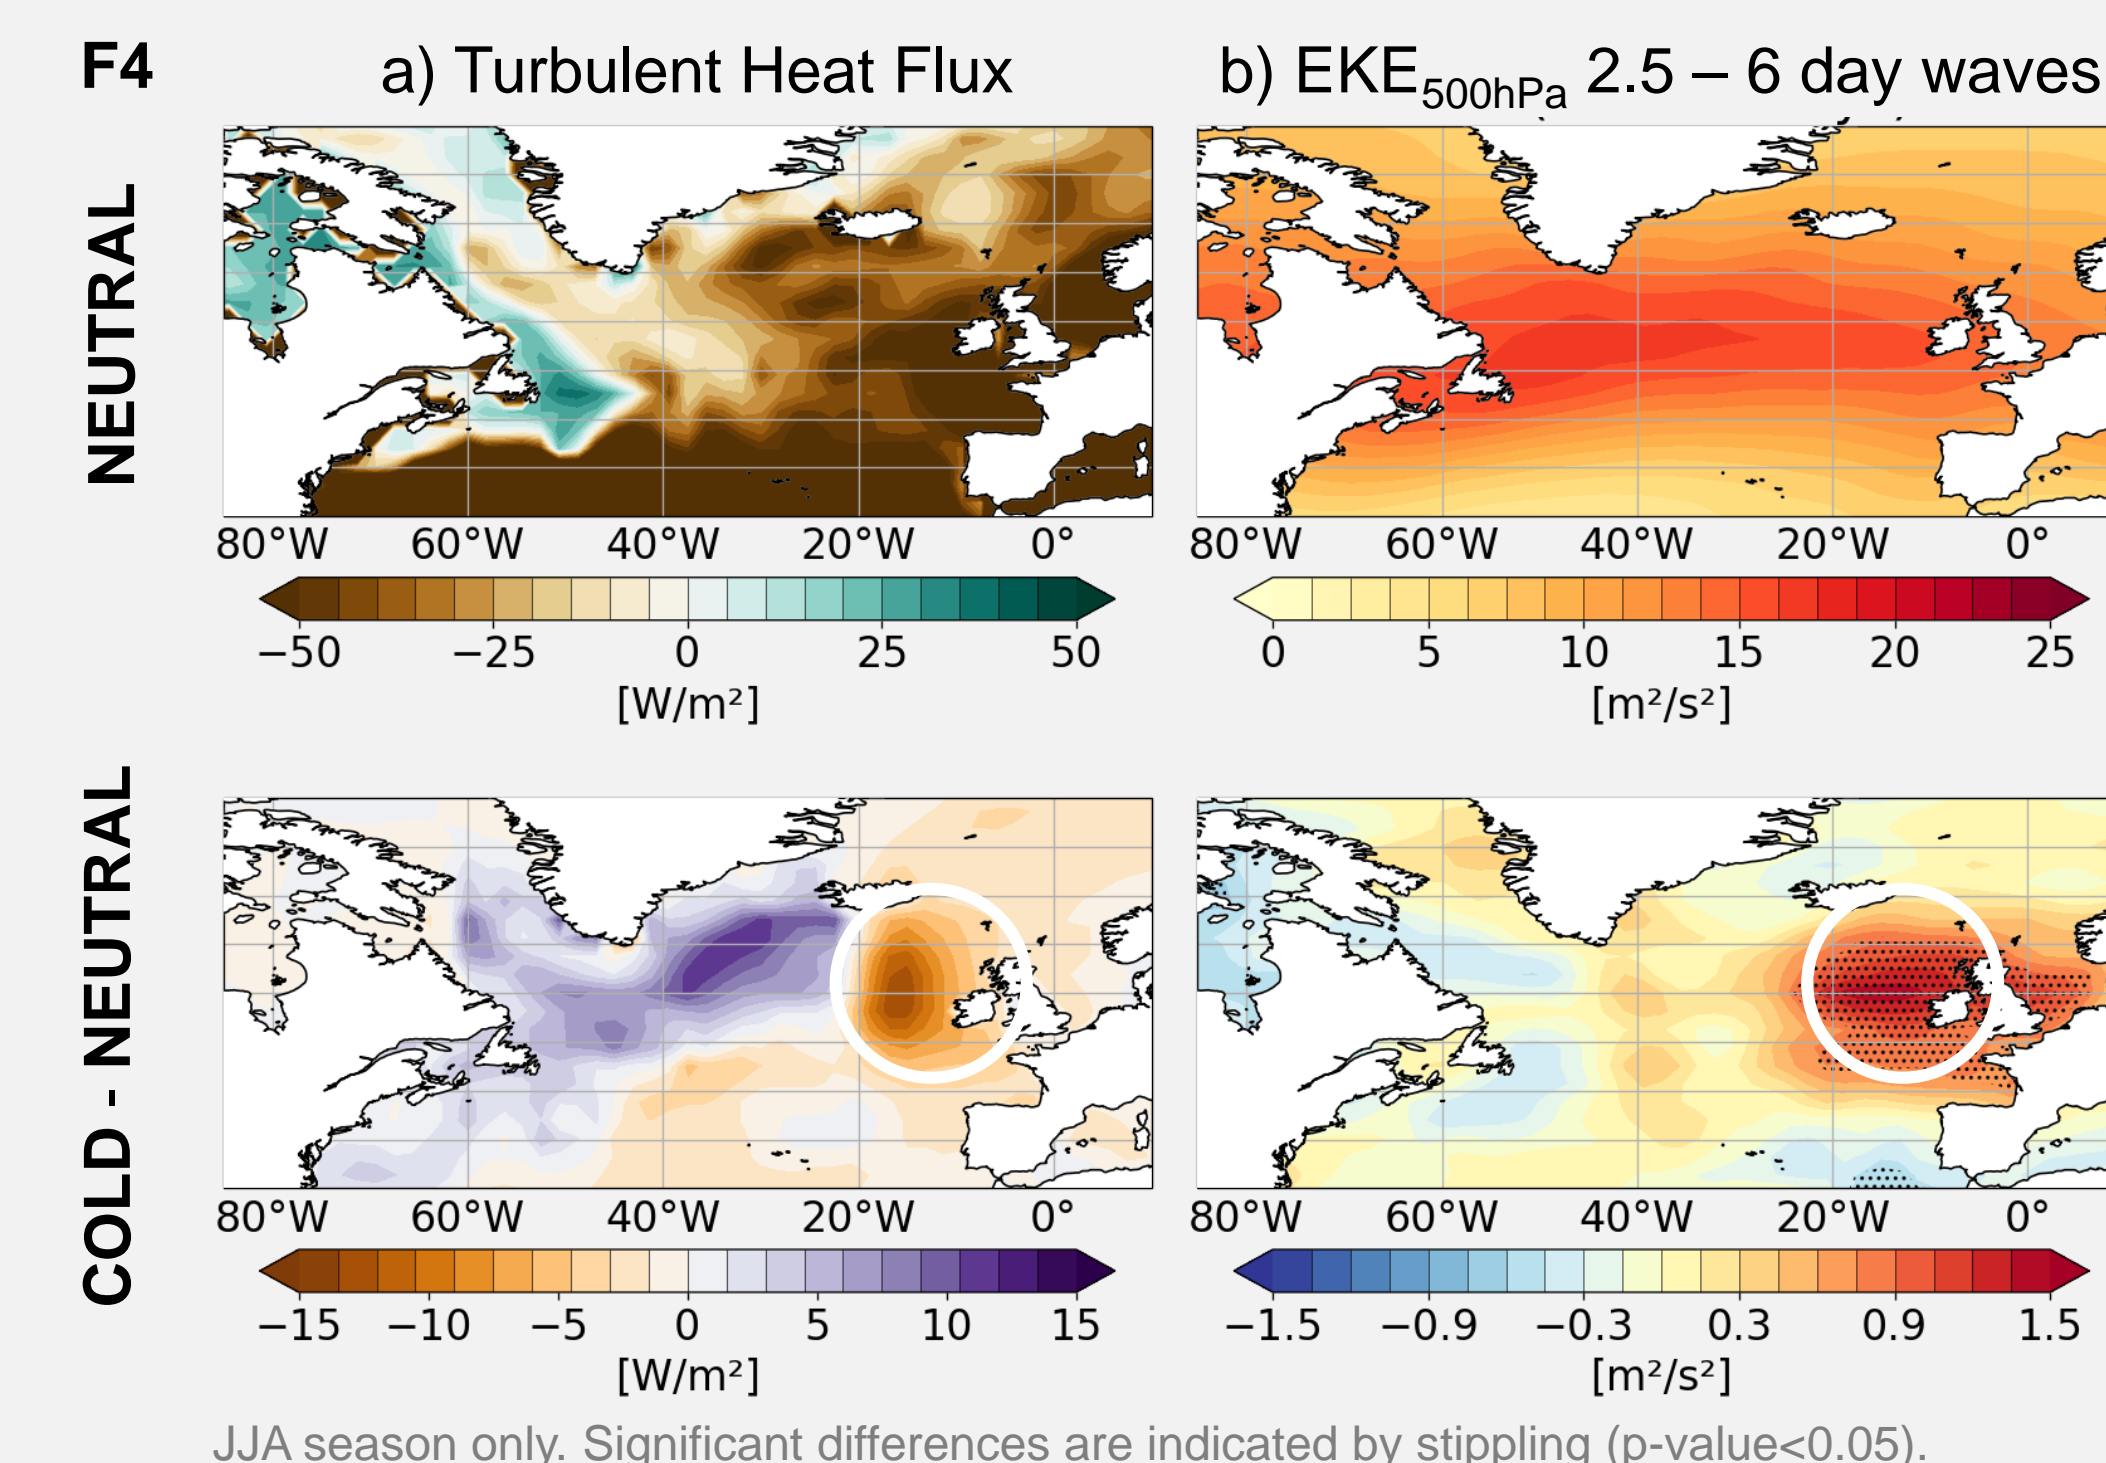 F4
a) Turbulent Heat Flux
b) EKE500hPa 2.5 – 6 day waves
NEUTRAL
80°W 60°W 40°W 20°W 0°
80°W 60°W 40°W 20°W 0°
−50 −25 0 25 50
0 5 10 15 20 25
[W/m²]
[m²/s²]
COLD - NEUTRAL
80°W 60°W 40°W 20°W 0°
80°W 60°W 40°W 20°W 0°
−15 −10 −5 0 5 10 15
−1.5 −0.9 −0.3 0.3 0.9 1.5
[W/m²]
[m²/s²]
JJA season only. Significant differences are indicated by stippling (p-value<0.05).